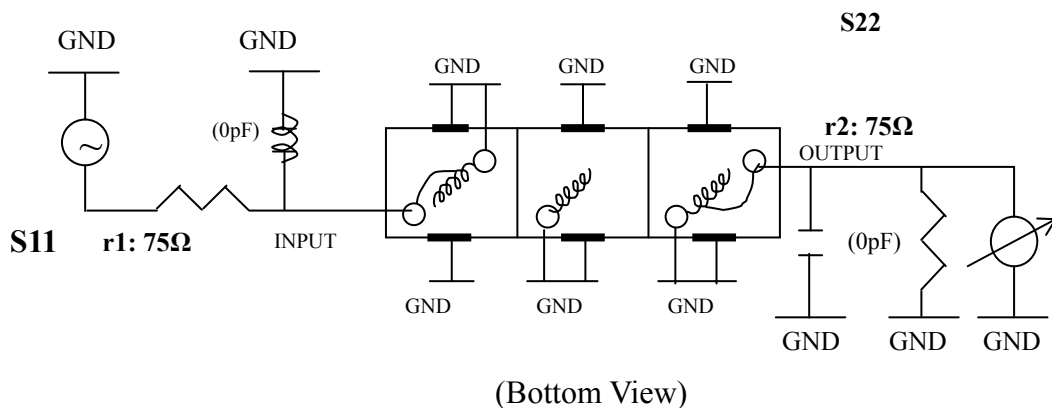 S22
GND
GND
GND
GND
GND
(0pF)
r2: 75Ω
OUTPUT
S11
r1: 75Ω
INPUT
(0pF)
GND
GND
GND
GND
GND
GND
(Bottom View)